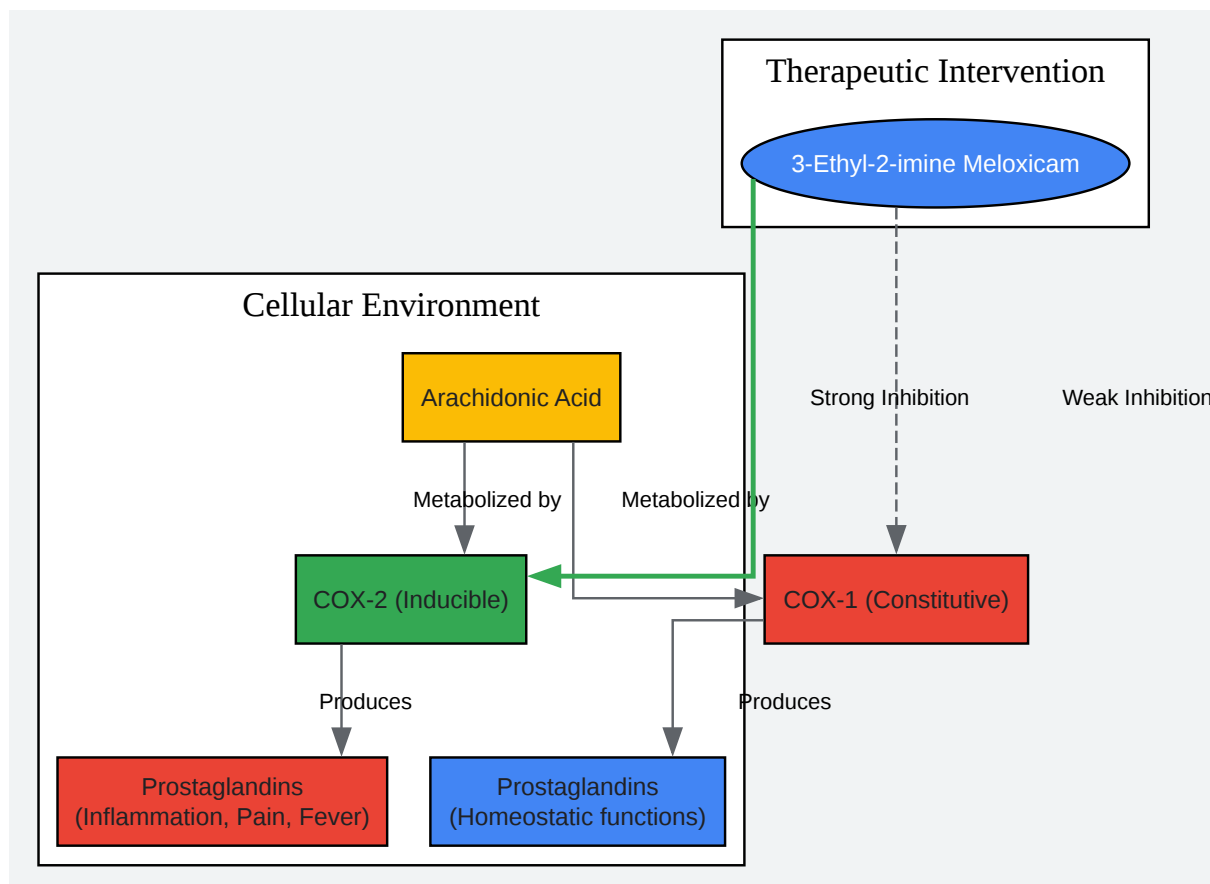 Therapeutic Intervention
3-Ethyl-2-imine Meloxicam
Cellular Environment
Arachidonic Acid
Strong Inhibition
Weak Inhibition
Metabolized by
Metabolized by
COX-2 (Inducible)
COX-1 (Constitutive)
Produces
Produces
Prostaglandins
(Inflammation, Pain, Fever)
Prostaglandins
(Homeostatic functions)